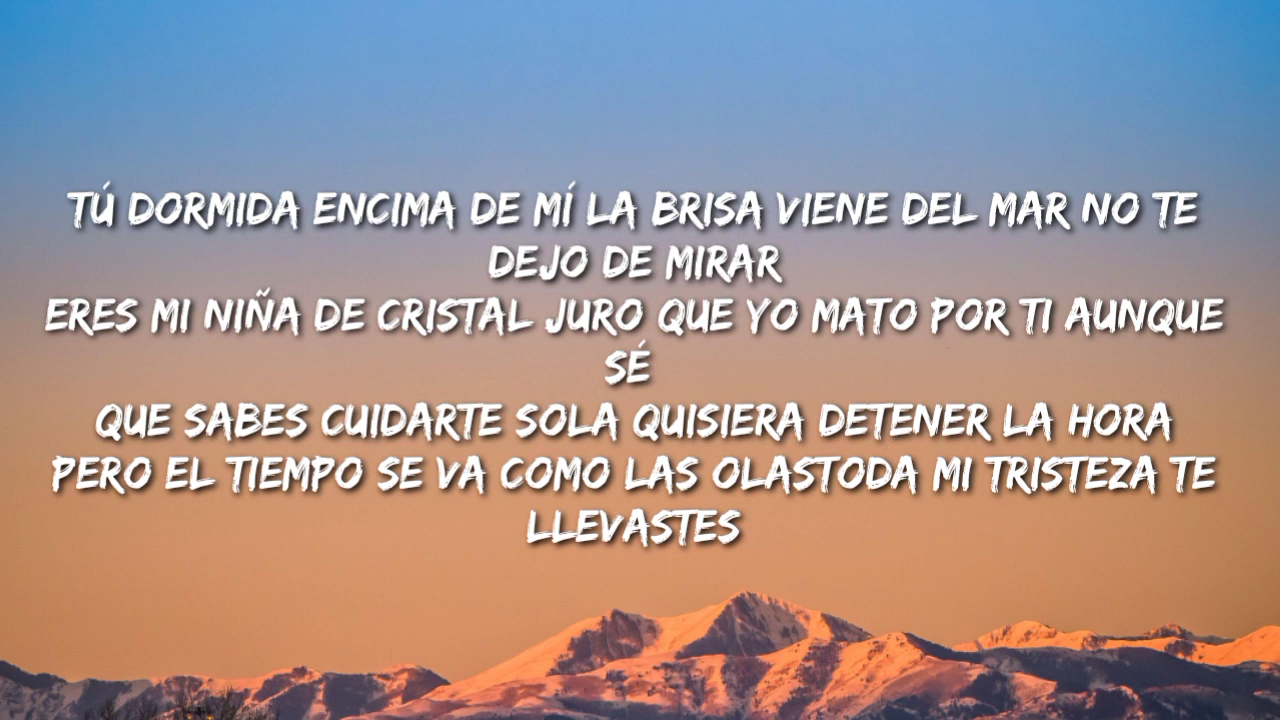 TÚ DORMIDA ENCIMA DE MÍ LA BRISA VIENE DEL MAR NO TE
DEJO DE MIRAR
ERES MI NIÑA DE CRISTAL JURO QUE YO MATO POR TI AUNQUE
SÉ
QUE SABES CUIDARTE SOLA QUISIERA DETENER LA HORA
PERO EL TIEMPO SE VA COMO LAS OLASTODA MI TRISTEZA TE
LLEVASTES